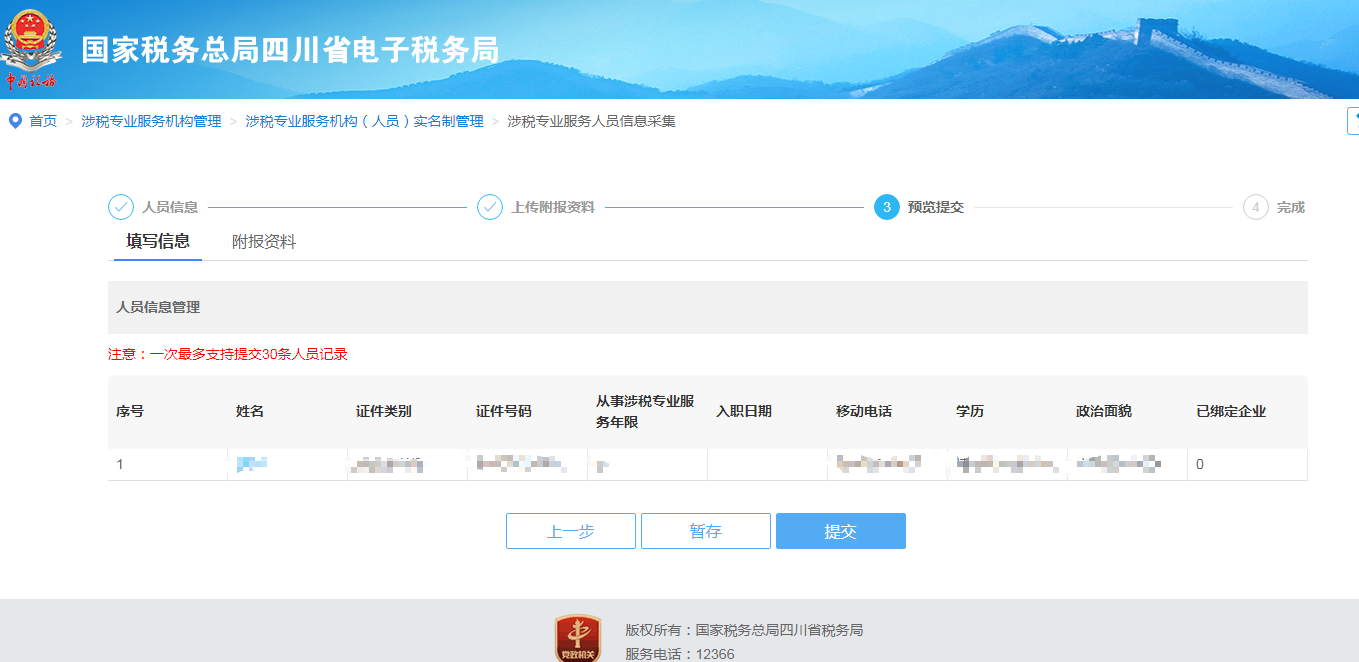 国家税务总局四川省电子税务局
中国税务
首页 > 涉税专业服务机构管理 > 涉税专业服务机构（人员）实名制管理 > 涉税专业服务人员信息采集
人员信息 上传附报资料 3 预览提交 4 完成
填写信息 附报资料
人员信息管理
注意：一次最多支持提交30条人员记录
序号 姓名 证件类别 证件号码 从事涉税专业服务年限 入职日期 移动电话 学历 政治面貌 已绑定企业
1 0
上一步 暂存 提交
党政机关
版权所有：国家税务总局四川省税务局
服务电话：12366